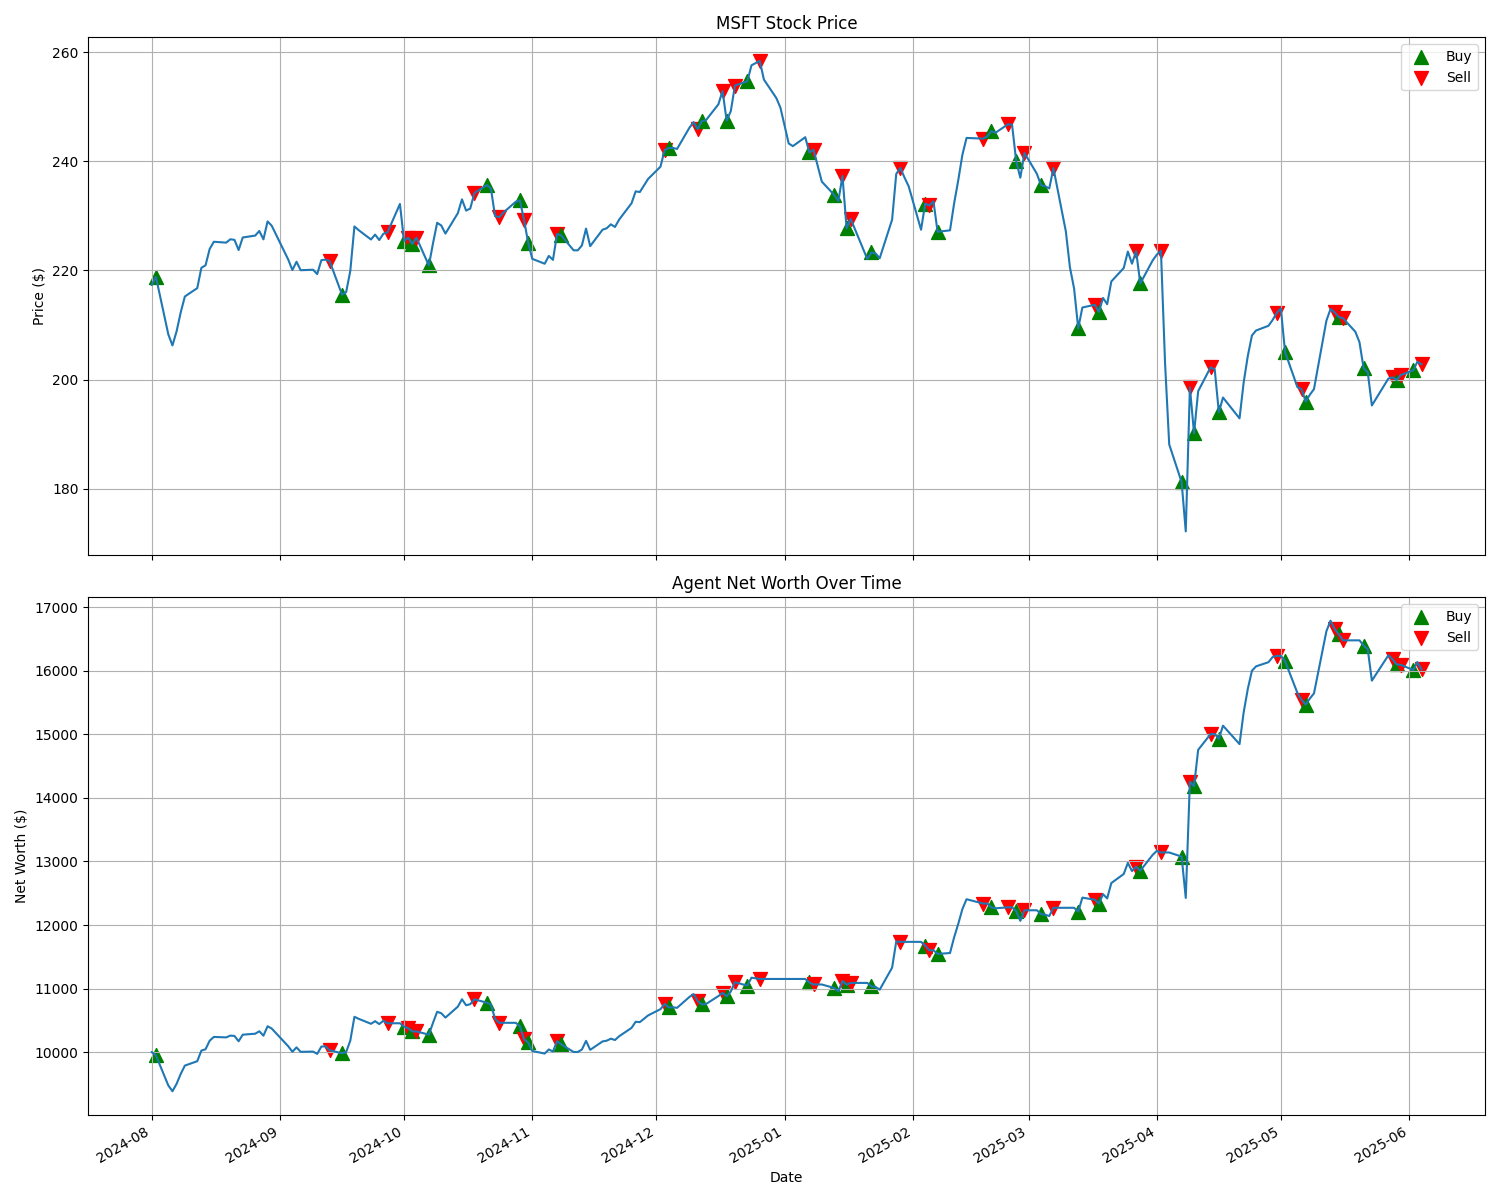 MSFT Stock Price
Price ($)
260
240
220
200
180
Buy
Sell
Agent Net Worth Over Time
Net Worth ($)
17000
16000
15000
14000
13000
12000
11000
10000
Buy
Sell
2024-08
2024-09
2024-10
2024-11
2024-12
2025-01
2025-02
2025-03
2025-04
2025-05
2025-06
Date